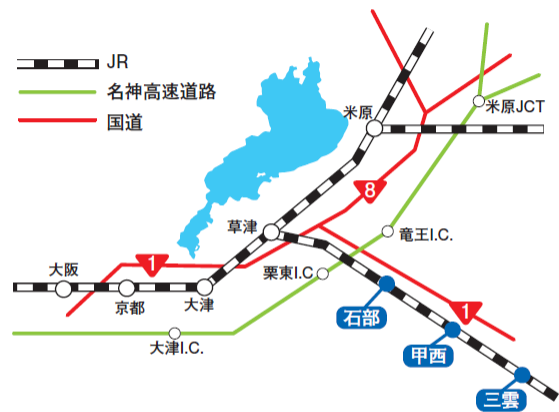 JR
名神高速道路
国道
米原
米原JCT
8
草津
竜王I.C.
大阪
1
栗東I.C
京都
大津
石部
1
大津I.C.
甲西
三雲